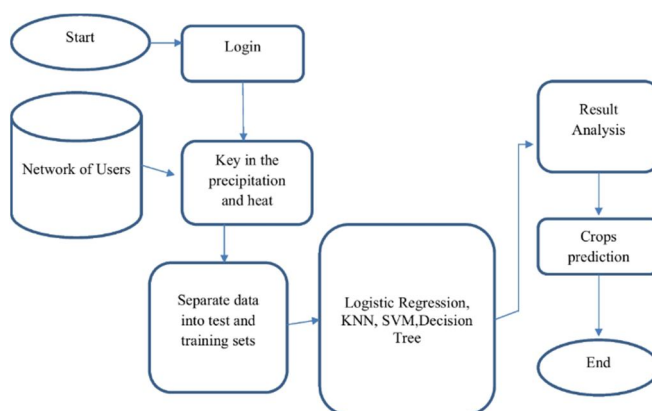 Start
Login
Network of Users
Key in the
precipitation
and heat
Separate data
into test and
training sets
Logistic Regression,
KNN, SVM,Decision
Tree
Result
Analysis
Crops
prediction
End